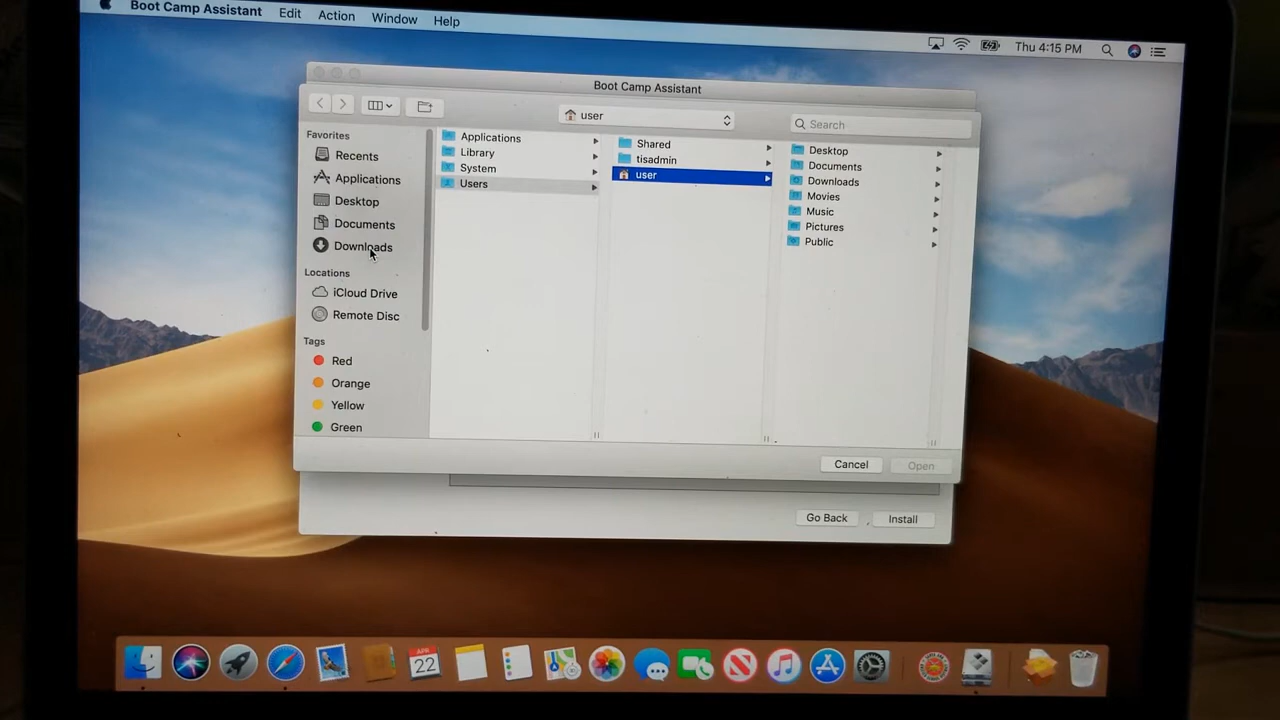 Boot Camp Assistant Edit Action Window Help
Thu 4:15 PM
Boot Camp Assistant
user
Search
Favorites
Recents
Applications
Desktop
Documents
Downloads
Locations
iCloud Drive
Remote Disc
Tags
Red
Orange
Yellow
Green
Applications
Library
System
Users
Shared
tisadmin
user
Desktop
Documents
Downloads
Movies
Music
Pictures
Public
Cancel Open
Go Back Install
APR
22